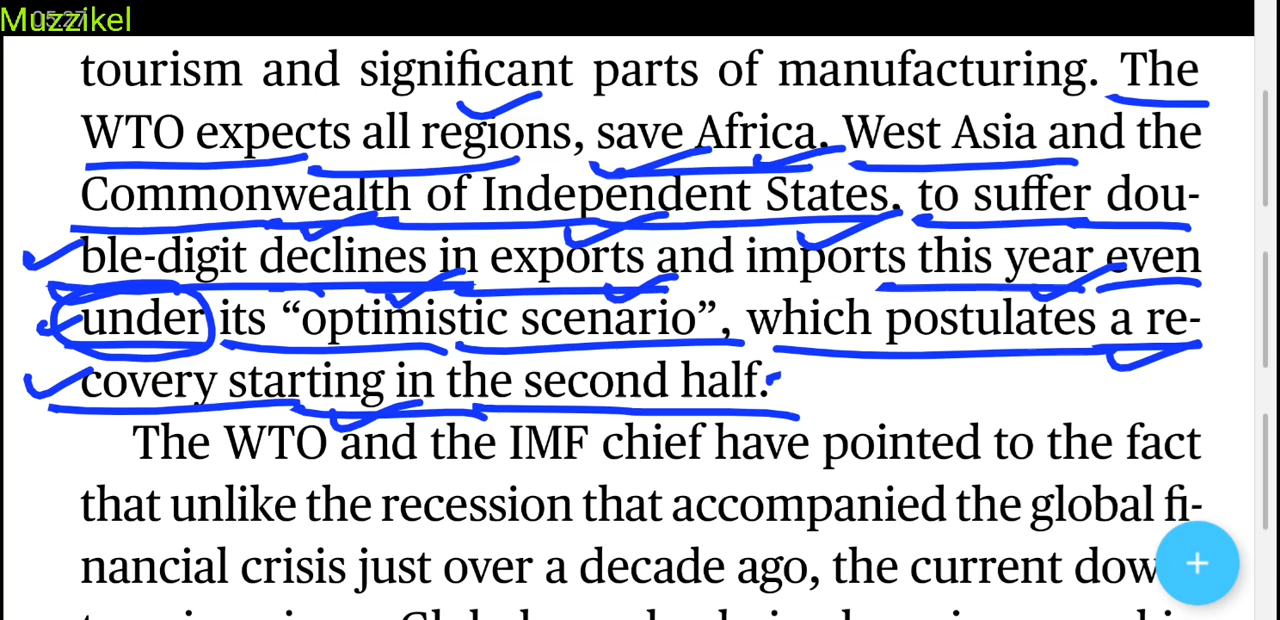 Muzzikel
05:27
tourism and significant parts of manufacturing. The
WTO expects all regions, save Africa, West Asia and the
Commonwealth of Independent States, to suffer dou-
ble-digit declines in exports and imports this year even
under its “optimistic scenario”, which postulates a re-
covery starting in the second half.
The WTO and the IMF chief have pointed to the fact
that unlike the recession that accompanied the global fi-
nancial crisis just over a decade ago, the current dow